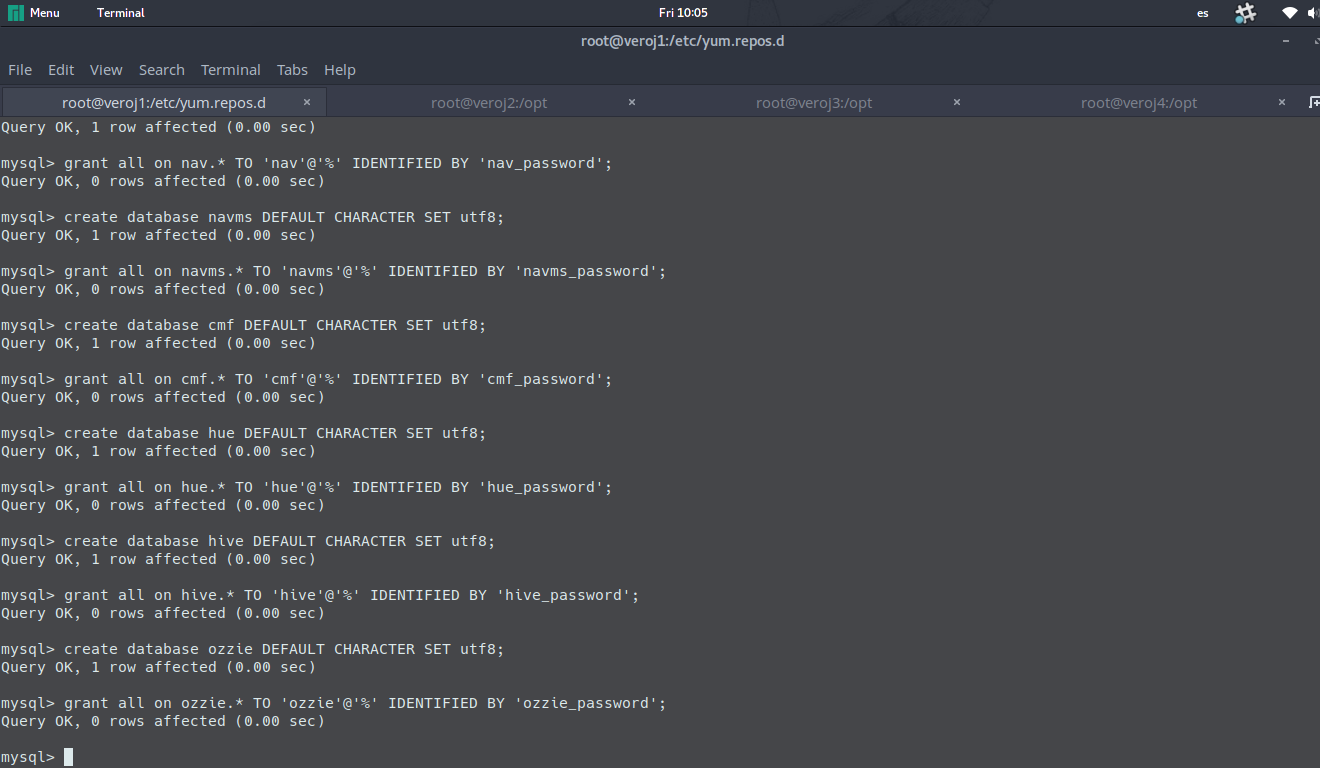 Menu Terminal Fri 10:05 es
root@veroj1:/etc/yum.repos.d
File Edit View Search Terminal Tabs Help
root@veroj1:/etc/yum.repos.d × root@veroj2:/opt × root@veroj3:/opt × root@veroj4:/opt ×
Query OK, 1 row affected (0.00 sec)
mysql> grant all on nav.* TO 'nav'@'%' IDENTIFIED BY 'nav_password';
Query OK, 0 rows affected (0.00 sec)
mysql> create database navms DEFAULT CHARACTER SET utf8;
Query OK, 1 row affected (0.00 sec)
mysql> grant all on navms.* TO 'navms'@'%' IDENTIFIED BY 'navms_password';
Query OK, 0 rows affected (0.00 sec)
mysql> create database cmf DEFAULT CHARACTER SET utf8;
Query OK, 1 row affected (0.00 sec)
mysql> grant all on cmf.* TO 'cmf'@'%' IDENTIFIED BY 'cmf_password';
Query OK, 0 rows affected (0.00 sec)
mysql> create database hue DEFAULT CHARACTER SET utf8;
Query OK, 1 row affected (0.00 sec)
mysql> grant all on hue.* TO 'hue'@'%' IDENTIFIED BY 'hue_password';
Query OK, 0 rows affected (0.00 sec)
mysql> create database hive DEFAULT CHARACTER SET utf8;
Query OK, 1 row affected (0.00 sec)
mysql> grant all on hive.* TO 'hive'@'%' IDENTIFIED BY 'hive_password';
Query OK, 0 rows affected (0.00 sec)
mysql> create database ozzie DEFAULT CHARACTER SET utf8;
Query OK, 1 row affected (0.00 sec)
mysql> grant all on ozzie.* TO 'ozzie'@'%' IDENTIFIED BY 'ozzie_password';
Query OK, 0 rows affected (0.00 sec)
mysql>